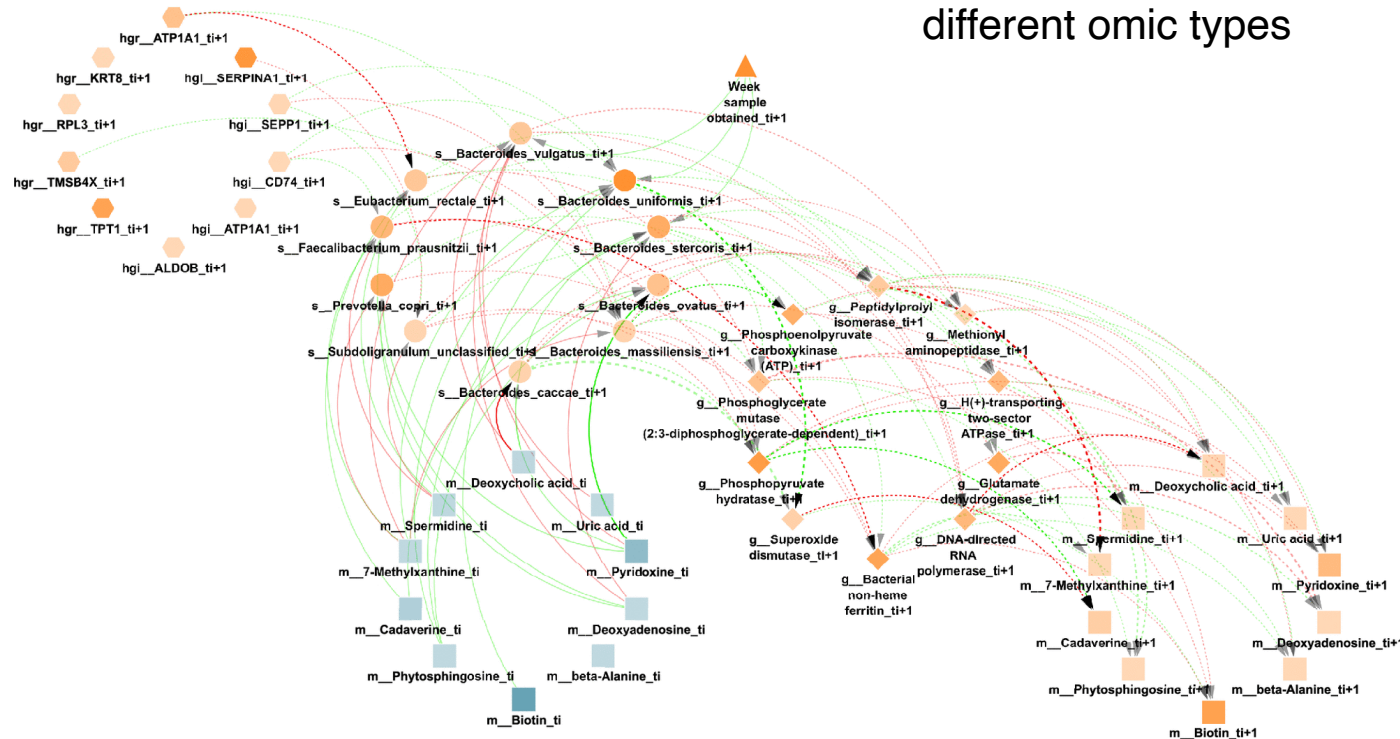 different omic types
hgr__ATP1A1_ti+1
hgr__KRT8_ti+1
hgi__SERPINA1_ti+1
hgr__RPL3_ti+1
hgi__SEPP1_ti+1
hgr__TMSB4X_ti+1
hgi__CD74_ti+1
hgr__TPT1_ti+1
hgi__ATP1A1_ti+1
hgi__ALDOB_ti+1
Week
sample
obtained_ti+1
s__Bacteroides_vulgatus_ti+1
s__Eubacterium_rectale_ti+1
s__Bacteroides_uniformis_ti+1
s__Faecalibacterium_prausnitzii_ti+1
s__Bacteroides_stercoris_ti+1
s__Prevotella_copri_ti+1
s__Bacteroides_ovatus_ti+1
s__Subdoligranulum_unclassified_ti+1
s__Bacteroides_massiliensis_ti+1
s__Bacteroides_caccae_ti+1
g__Peptidylprolyl
isomerase_ti+1
g__Phosphoenolpyruvate
carboxykinase
(ATP)_ti+1
g__Methionyl
aminopeptidase_ti+1
g__Phosphoglycerate
mutase
(2:3-diphosphoglycerate-dependent)_ti+1
g__H(+)-transporting
two-sector
ATPase_ti+1
g__Phosphopyruvate
hydratase_ti+1
g__Glutamate
dehydrogenase_ti+1
g__Superoxide
dismutase_ti+1
g__DNA-directed
RNA
polymerase_ti+1
g__Bacterial
non-heme
ferritin_ti+1
m__Deoxycholic acid_ti
m__Spermidine_ti
m__Uric acid_ti
m__7-Methylxanthine_ti
m__Pyridoxine_ti
m__Cadaverine_ti
m__Deoxyadenosine_ti
m__Phytosphingosine_ti
m__beta-Alanine_ti
m__Biotin_ti
m__Deoxycholic acid_ti+1
m__Spermidine_ti+1
m__Uric acid_ti+1
m__7-Methylxanthine_ti+1
m__Pyridoxine_ti+1
m__Cadaverine_ti+1
m__Deoxyadenosine_ti+1
m__Phytosphingosine_ti+1
m__beta-Alanine_ti+1
m__Biotin_ti+1